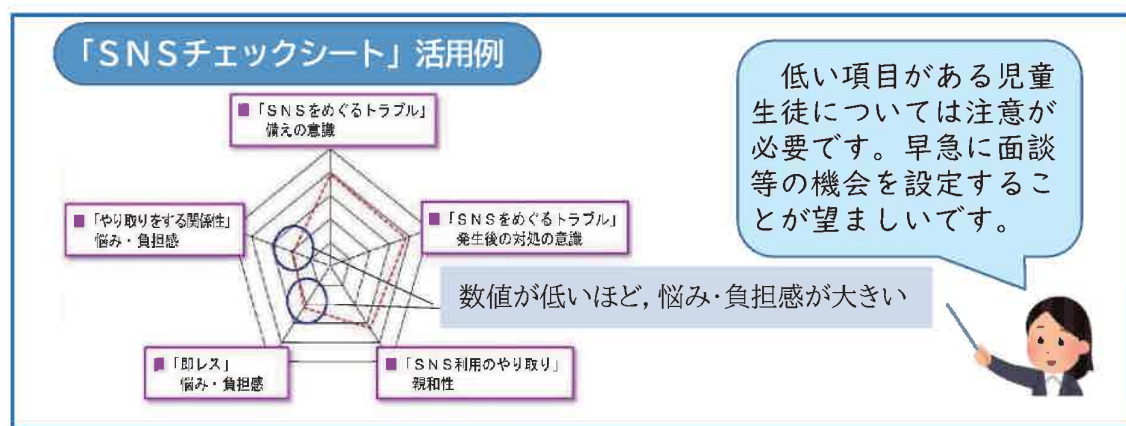 「SNSチェックシート」活用例
■「SNSをめぐるトラブル」
備えの意識
■「やり取りをする関係性」
悩み・負担感
■「SNSをめぐるトラブル」
発生後の対処の意識
数値が低いほど，悩み・負担感が大きい
■「即レス」
悩み・負担感
■「SNS利用のやり取り」
親和性
低い項目がある児童
生徒については注意が
必要です。早急に面談
等の機会を設定するこ
とが望ましいです。